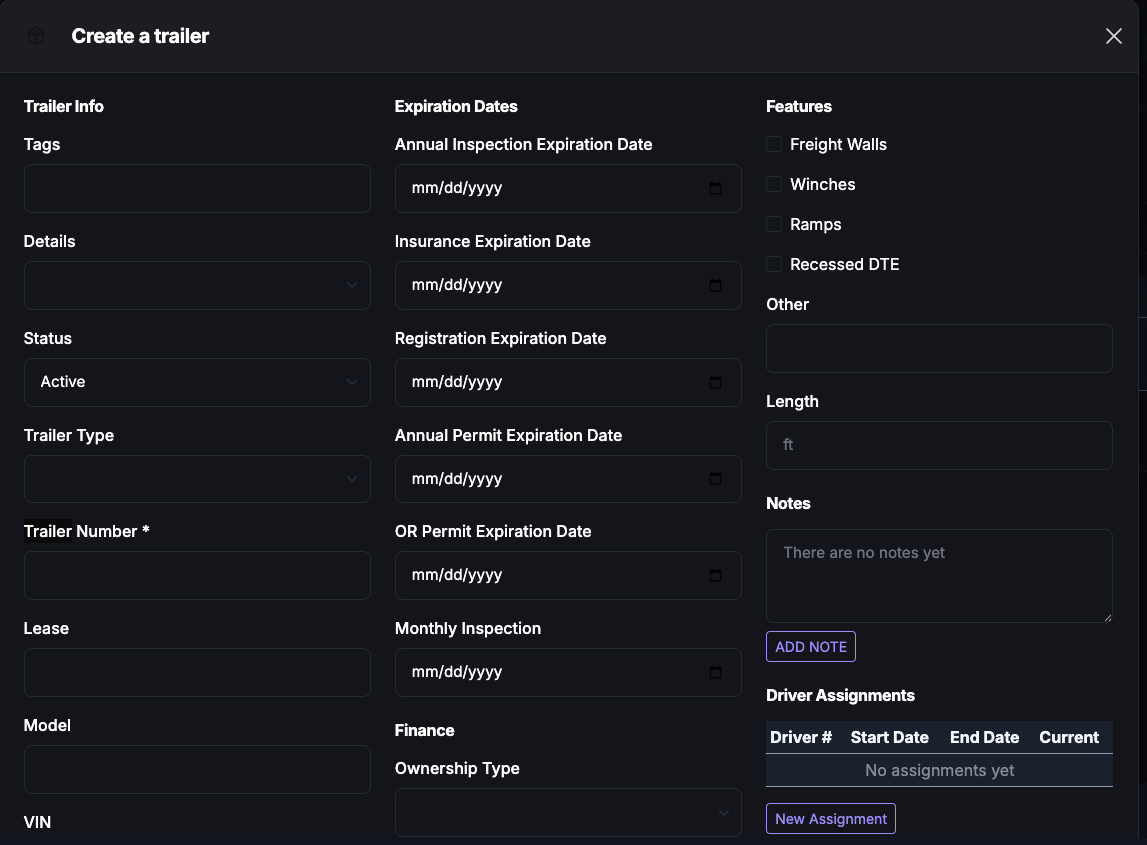 Create a trailer
Trailer Info
Tags
Details
Status
Active
Trailer Type
Trailer Number *
Lease
Model
VIN
Expiration Dates
Annual Inspection Expiration Date
mm/dd/yyyy
Insurance Expiration Date
mm/dd/yyyy
Registration Expiration Date
mm/dd/yyyy
Annual Permit Expiration Date
mm/dd/yyyy
OR Permit Expiration Date
mm/dd/yyyy
Monthly Inspection
mm/dd/yyyy
Finance
Ownership Type
Features
Freight Walls
Winches
Ramps
Recessed DTE
Other
Length
ft
Notes
There are no notes yet
ADD NOTE
Driver Assignments
Driver # Start Date End Date Current
No assignments yet
New Assignment